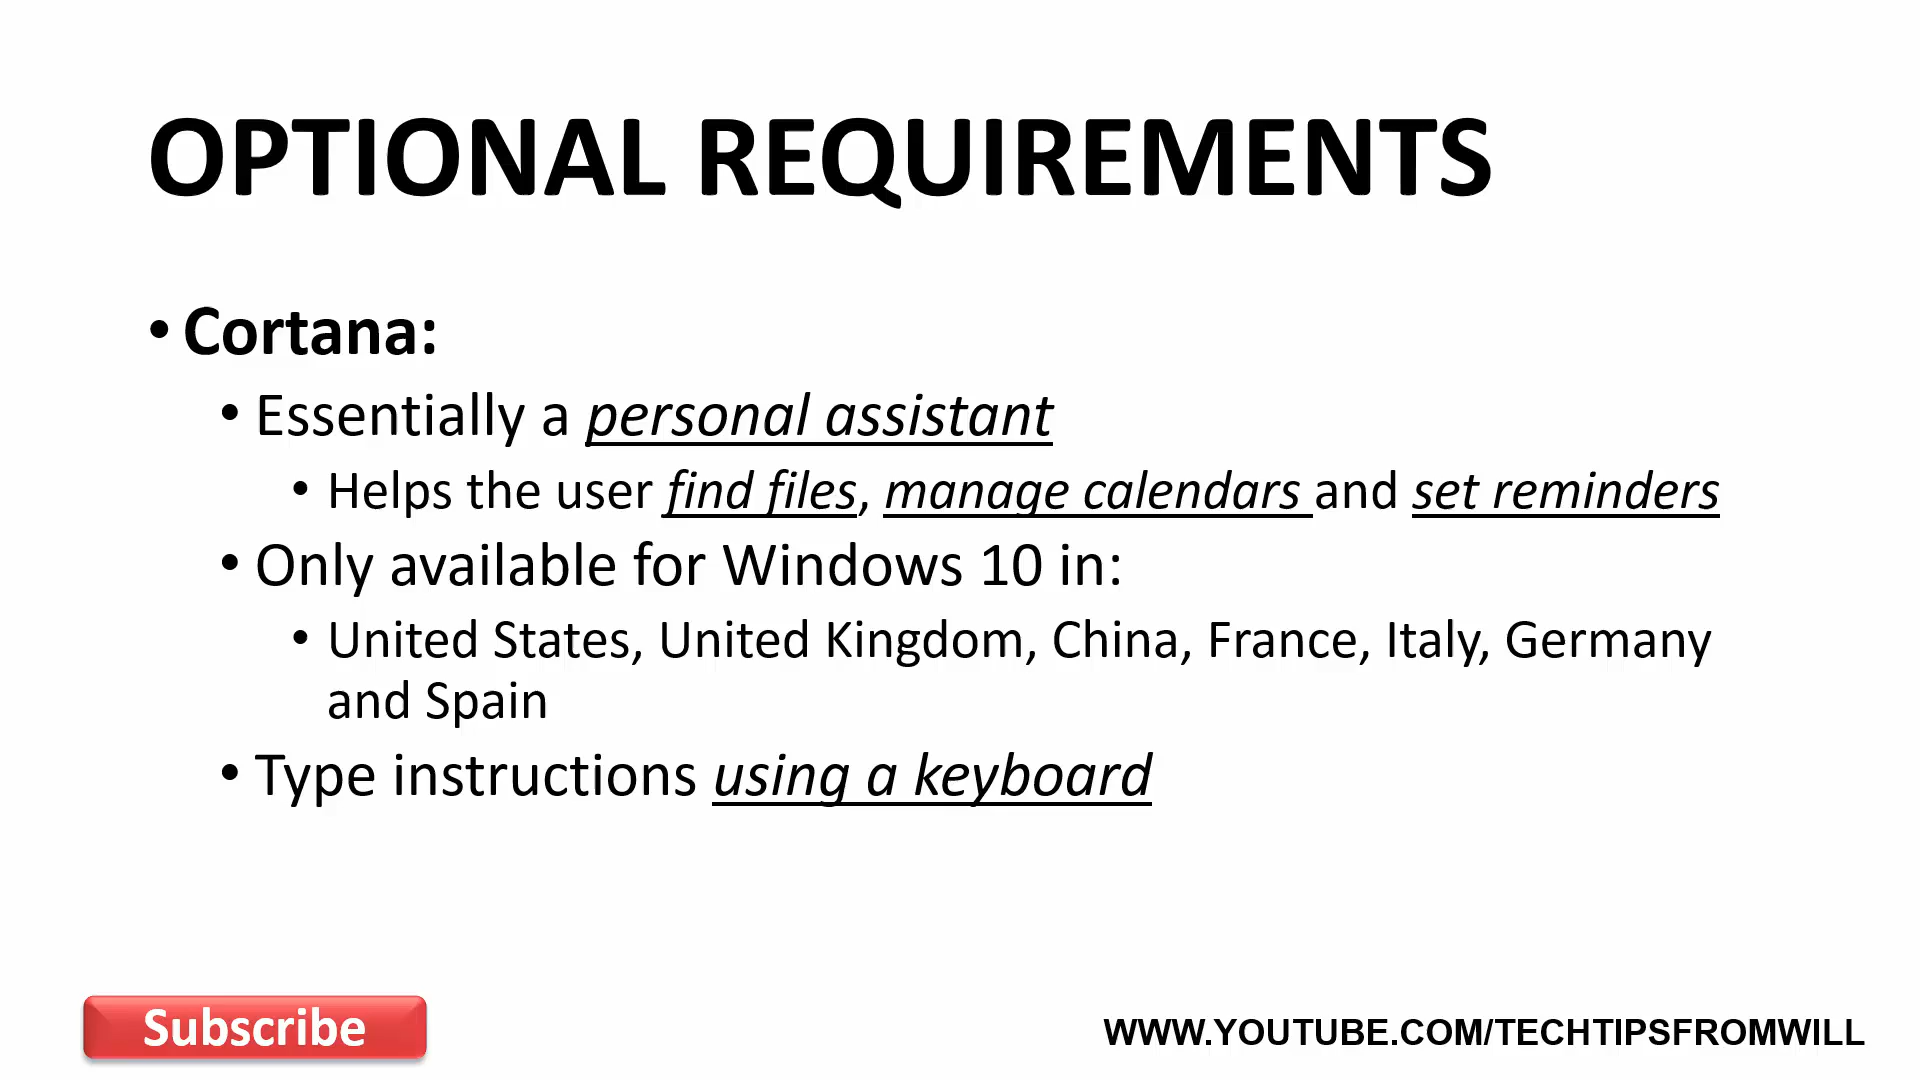 OPTIONAL REQUIREMENTS
• Cortana:
• Essentially a personal assistant
• Helps the user find files, manage calendars and set reminders
• Only available for Windows 10 in:
• United States, United Kingdom, China, France, Italy, Germany
and Spain
• Type instructions using a keyboard
Subscribe
WWW.YOUTUBE.COM/TECHTIPSFROMWILL